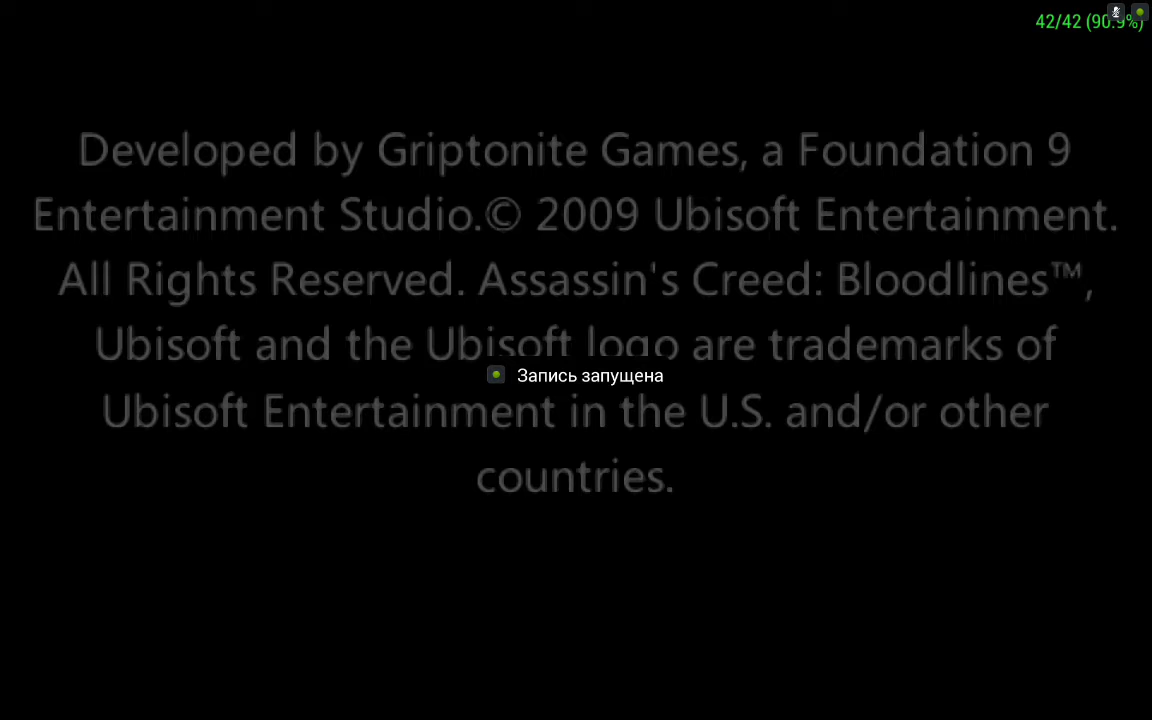 42/42 (90.9%)
Developed by Griptonite Games, a Foundation 9
Entertainment Studio.© 2009 Ubisoft Entertainment.
All Rights Reserved. Assassin's Creed: Bloodlines™,
Ubisoft and the Ubisoft logo are trademarks of
Запись запущена
Ubisoft Entertainment in the U.S. and/or other
countries.